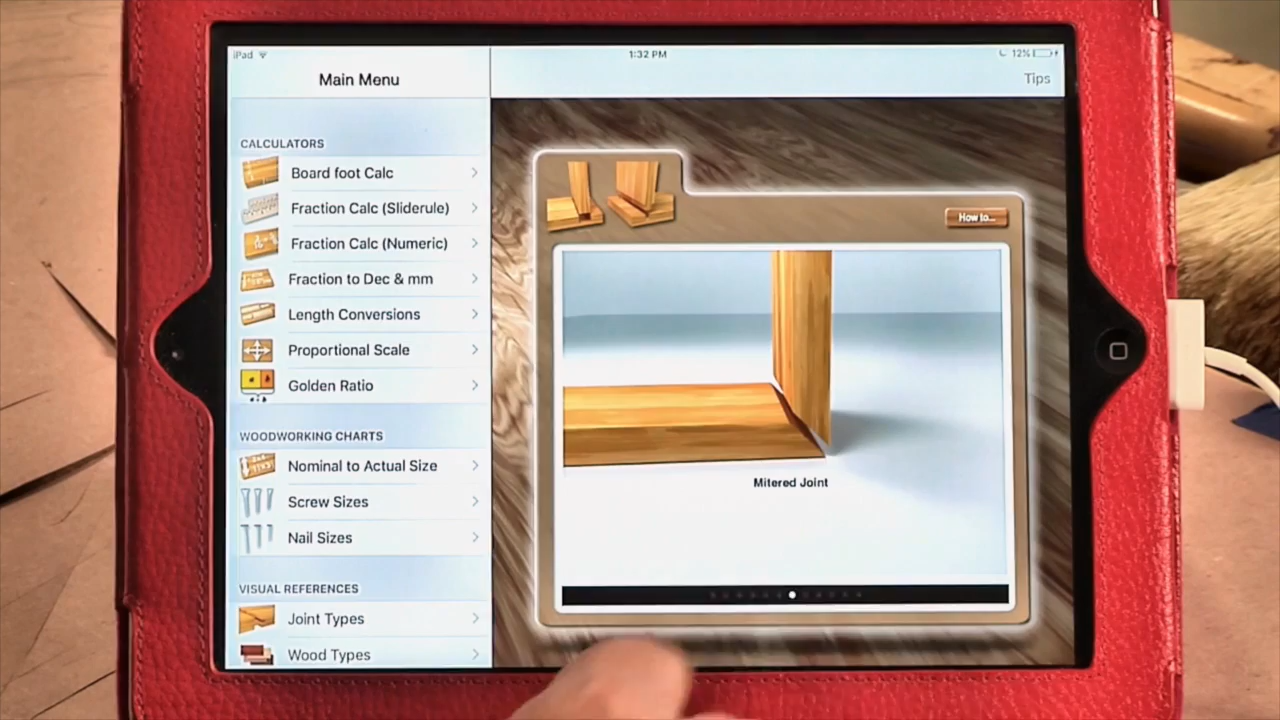 iPad
1:32 PM
12%
Main Menu
Tips
CALCULATORS
Board foot Calc
Fraction Calc (Sliderule)
Fraction Calc (Numeric)
Fraction to Dec & mm
Length Conversions
Proportional Scale
Golden Ratio
WOODWORKING CHARTS
Nominal to Actual Size
Screw Sizes
Nail Sizes
VISUAL REFERENCES
Joint Types
Wood Types
How to...
Mitered Joint